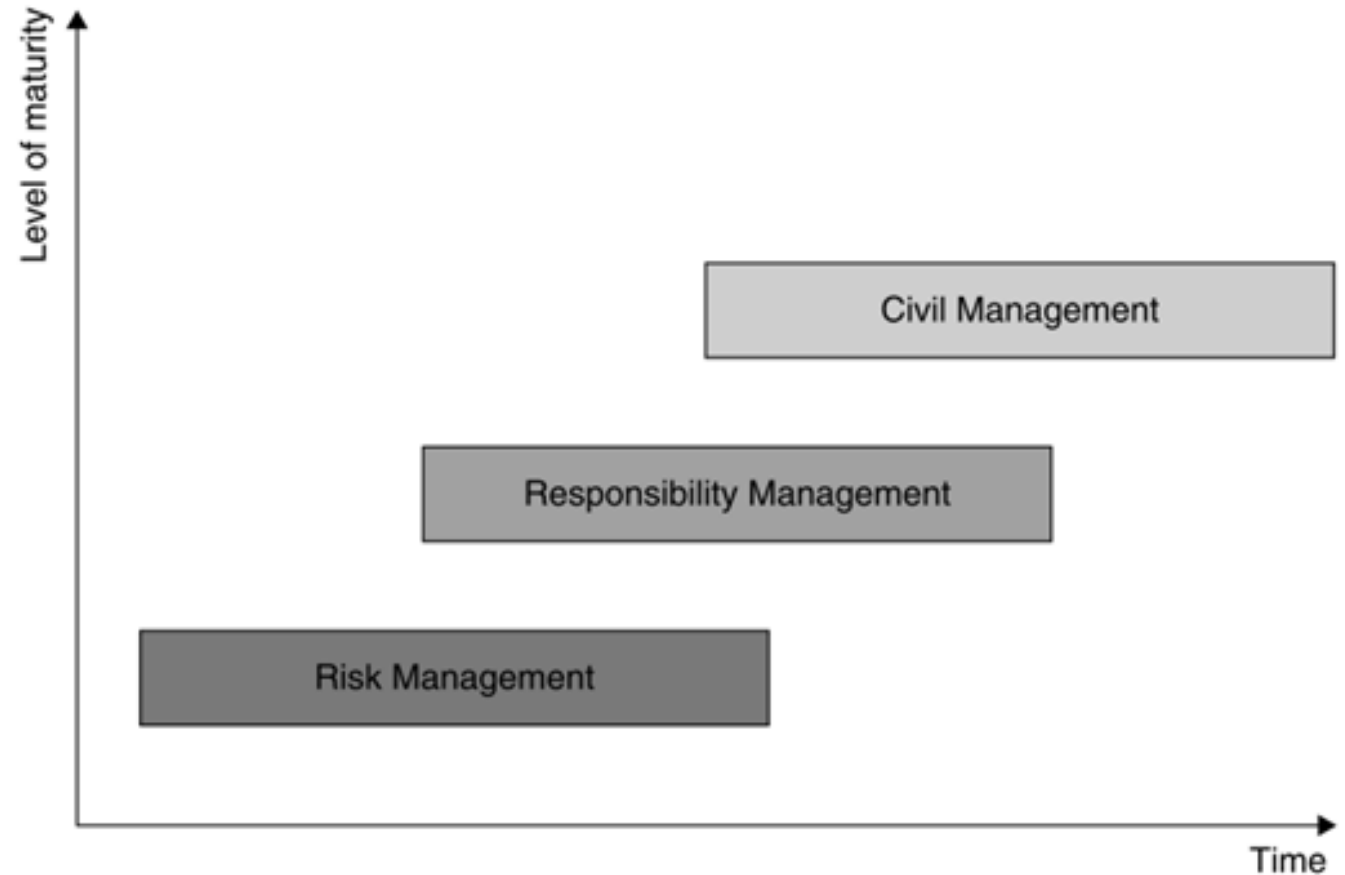 Level of maturity
Civil Management
Responsibility Management
Risk Management
Time